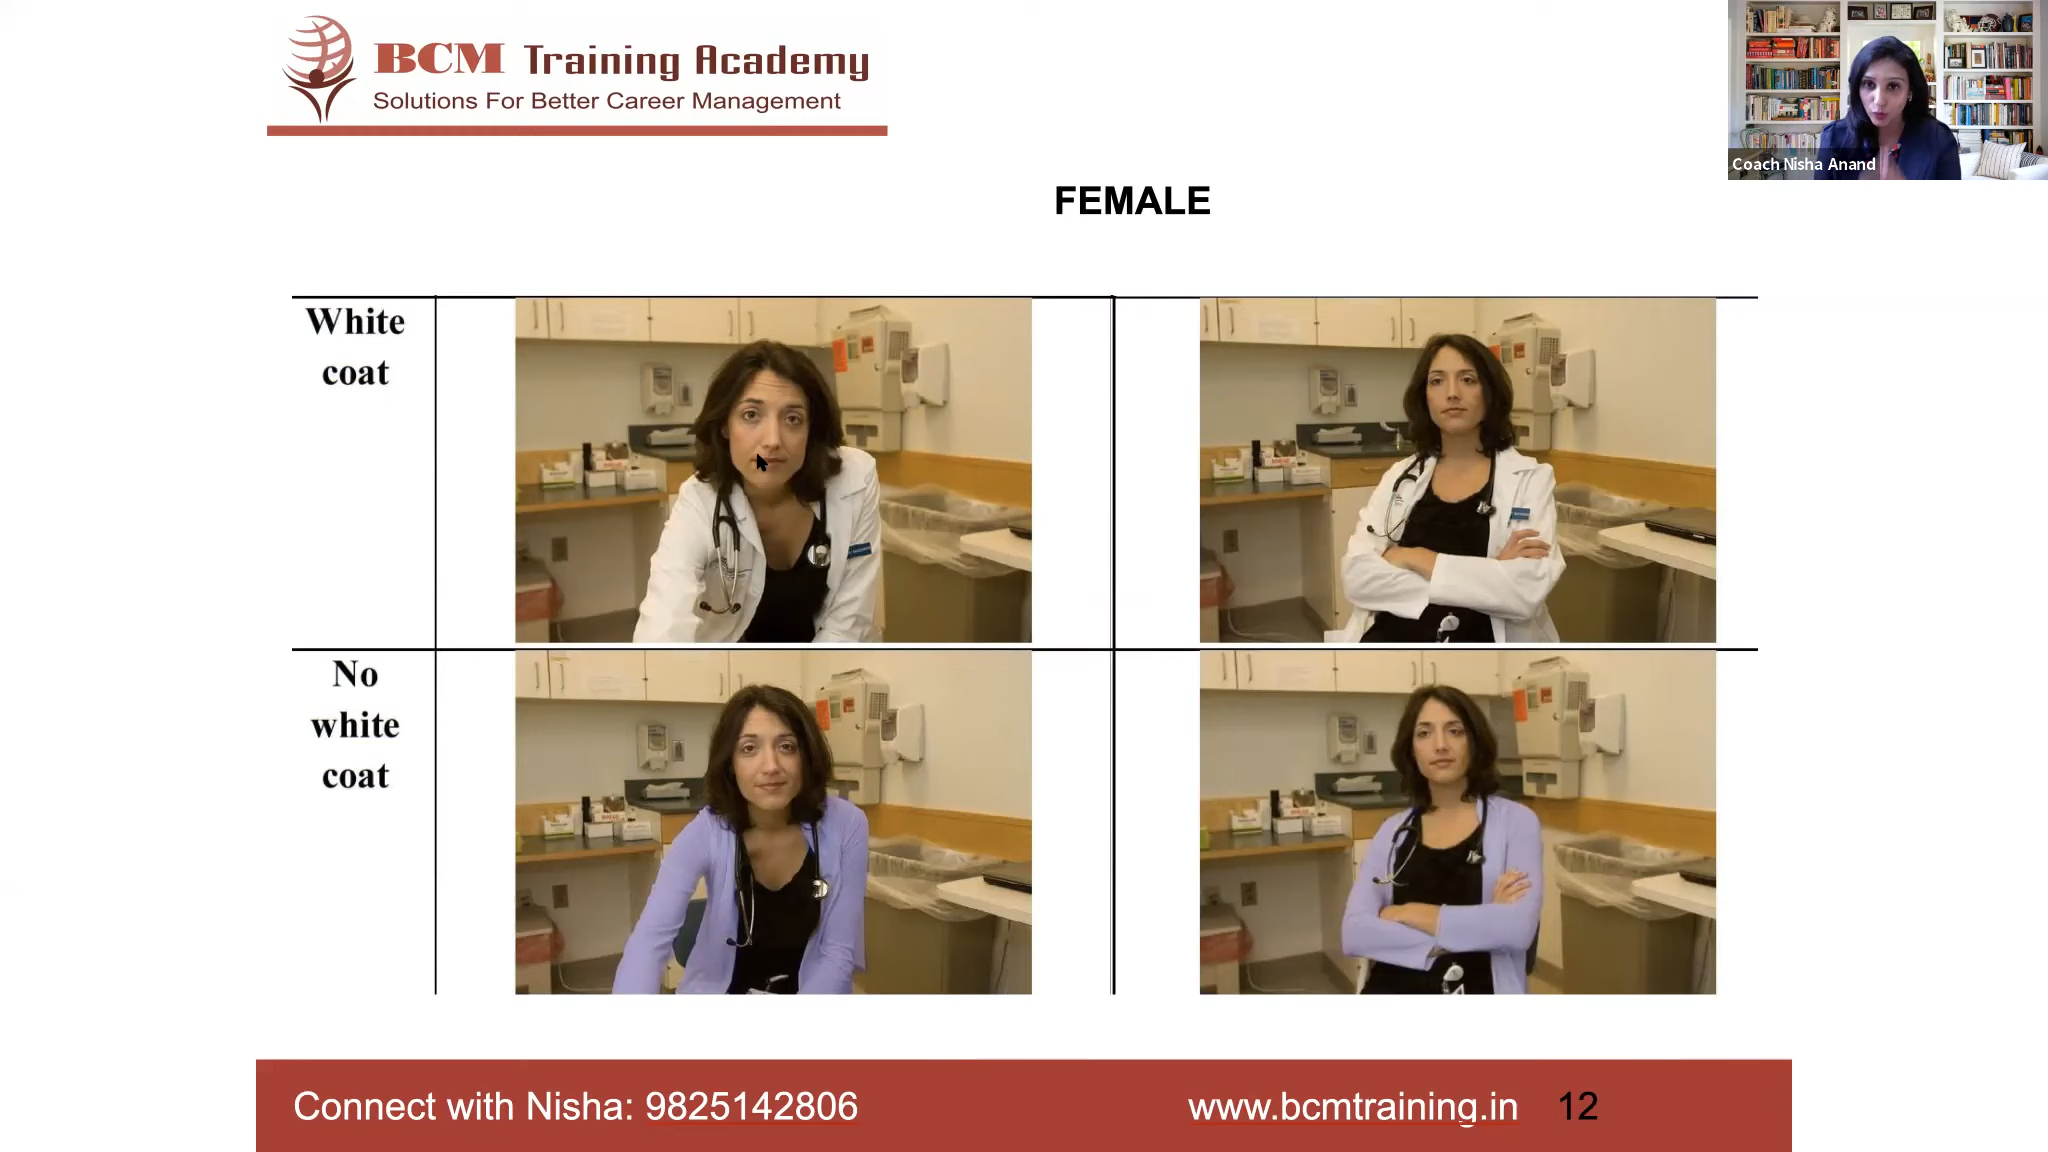 BCM Training Academy
Solutions For Better Career Management
Coach Nisha Anand
FEMALE
White
coat
No
white
coat
Connect with Nisha: 9825142806
www.bcmtraining.in 12